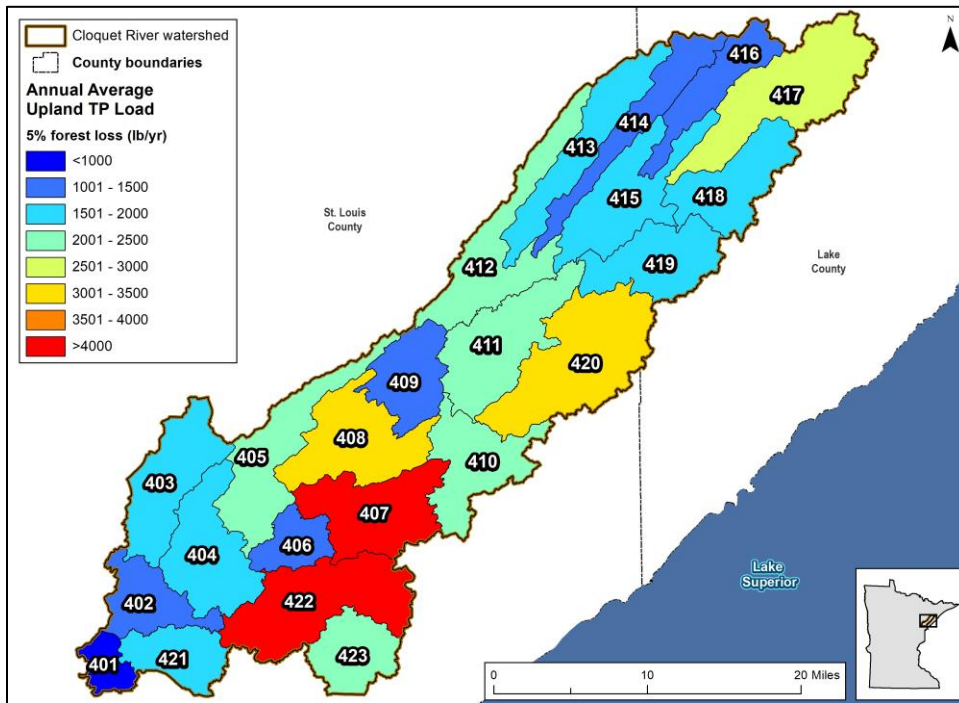 Cloquet River watershed
County boundaries
Annual Average
Upland TP Load
5% forest loss (lb/yr)
<1000
1001 - 1500
1501 - 2000
2001 - 2500
2501 - 3000
3001 - 3500
3501 - 4000
>4000
N
416
417
414
413
415
418
St. Louis
County
412
419
Lake
County
411
420
409
408
405
410
403
407
406
404
Lake
Superior
422
402
423
421
401
0 10 20 Miles